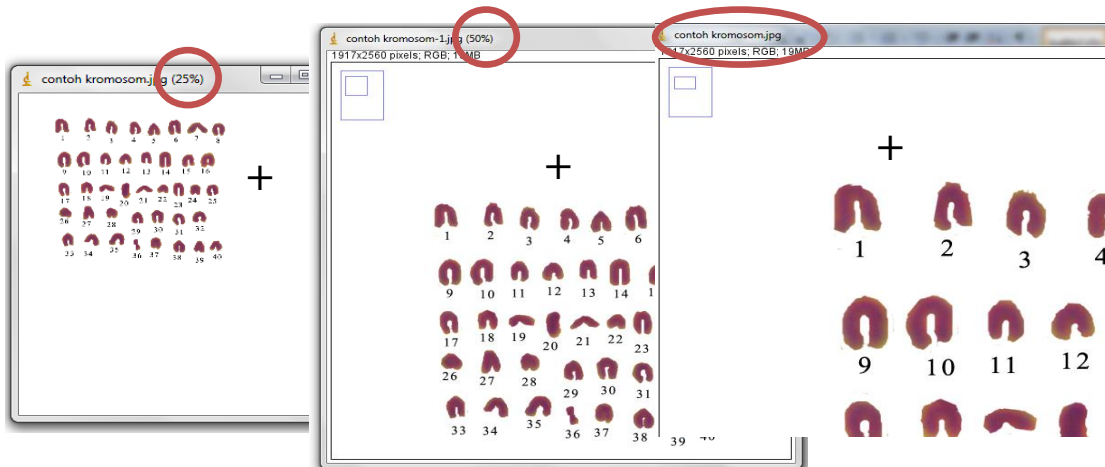 contoh kromosom.jpg (25%)
1 2 3 4 5 6 7 8
9 10 11 12 13 14 15 16
17 18 19 20 21 22 23 24 25
26 27 28 29 30 31 32
33 34 35 36 37 38 39 40
+
contoh kromosom-1.jpg (50%)
1917x2560 pixels; RGB; 19MB
+
1 2 3 4 5 6
9 10 11 12 13 14 1
17 18 19 20 21 22 23
26 27 28 29 30 31
33 34 35 36 37 38 39
contoh kromosom.jpg
1917x2560 pixels; RGB; 19MB
+
1 2 3 4
9 10 11 12